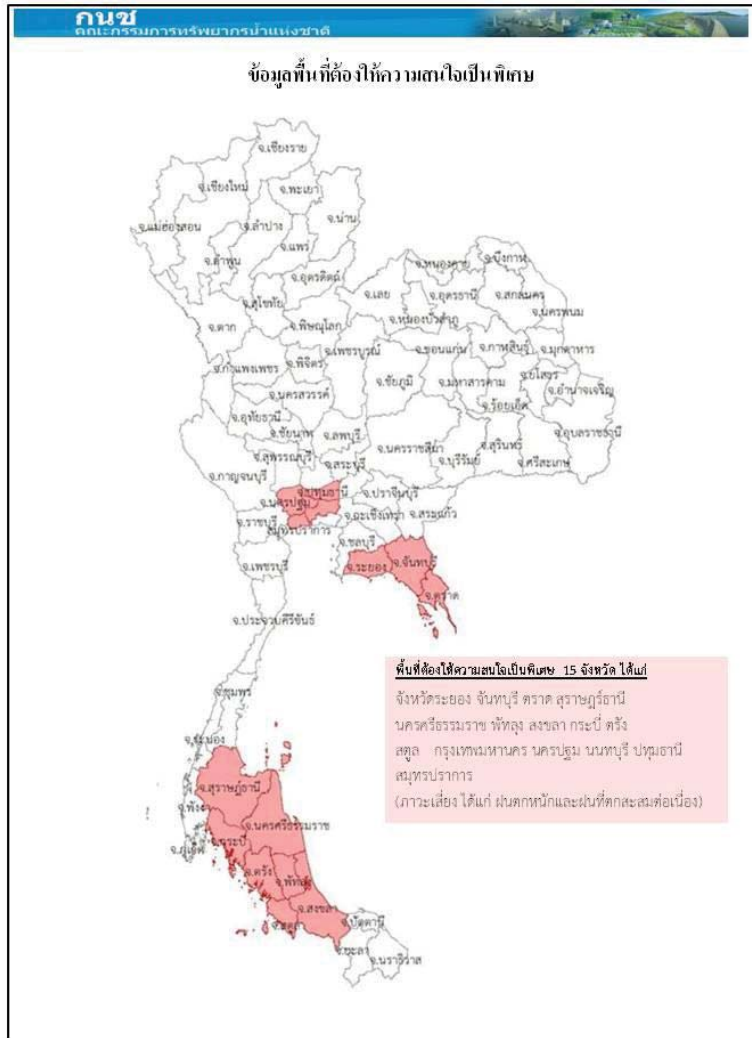 กนช
คณะกรรมการทรัพยากรน้ำแห่งชาติ
ข้อมูลพื้นที่ต้องให้ความสนใจเป็นพิเศษ
จ.เชียงราย
จ.เชียงใหม่
จ.พะเยา
จ.น่าน
จ.แม่ฮ่องสอน
จ.ลำปาง
จ.แพร่
จ.ลำพูน
จ.อุตรดิตถ์
จ.หนองคาย
จ.บึงกาฬ
จ.เลย
จ.อุดรธานี
จ.สกลนคร
จ.นครพนม
จ.สุโขทัย
จ.ตาก
จ.พิษณุโลก
จ.หนองบัวลำภู
จ.เพชรบูรณ์
จ.ขอนแก่น
จ.กาฬสินธุ์
จ.มุกดาหาร
จ.กำแพงเพชร
จ.พิจิตร
จ.ชัยภูมิ
จ.มหาสารคาม
จ.ยโสธร
จ.อำนาจเจริญ
จ.นครสวรรค์
จ.ร้อยเอ็ด
จ.อุทัยธานี
จ.ชัยนาท
จ.ลพบุรี
จ.นครราชสีมา
จ.สุรินทร์
จ.อุบลราชธานี
จ.สุพรรณบุรี
จ.สระบุรี
จ.บุรีรัมย์
จ.ศรีสะเกษ
จ.กาญจนบุรี
จ.ปทุมธานี
จ.ปราจีนบุรี
จ.นครปฐม
จ.ฉะเชิงเทรา
จ.สระแก้ว
จ.ราชบุรี
สมุทรปราการ
จ.ชลบุรี
จ.เพชรบุรี
จ.ระยอง
จ.จันทบุรี
จ.ตราด
จ.ประจวบคีรีขันธ์
พื้นที่ต้องให้ความสนใจเป็นพิเศษ 15 จังหวัด ได้แก่
จังหวัดระยอง จันทบุรี ตราด สุราษฎร์ธานี
นครศรีธรรมราช พัทลุง สงขลา กระบี่ ตรัง
สตูล กรุงเทพมหานคร นครปฐม นนทบุรี ปทุมธานี
สมุทรปราการ
(ภาวะเสี่ยง ได้แก่ ฝนตกหนักและฝนที่ตกสะสมต่อเนื่อง)
จ.ชุมพร
จ.ระนอง
จ.สุราษฎร์ธานี
จ.พังงา
จ.นครศรีธรรมราช
จ.ภูเก็ต
จ.กระบี่
จ.ตรัง
จ.พัทลุง
จ.สงขลา
จ.สตูล
จ.ปัตตานี
จ.ยะลา
จ.นราธิวาส